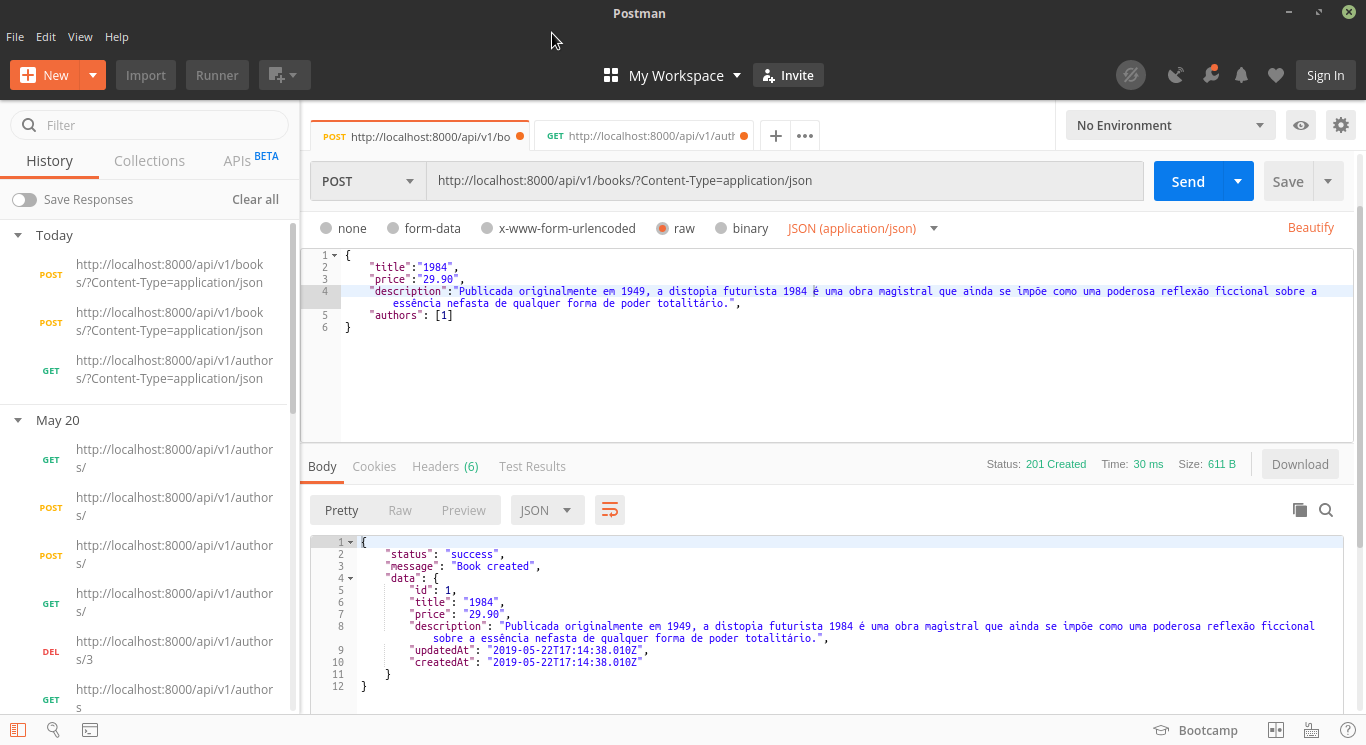 Postman
File Edit View Help
New Import Runner My Workspace Invite Sign In
Filter
History Collections APIs BETA
Save Responses Clear all
Today
POST http://localhost:8000/api/v1/book
s/?Content-Type=application/json
POST http://localhost:8000/api/v1/book
s/?Content-Type=application/json
GET http://localhost:8000/api/v1/author
s/?Content-Type=application/json
May 20
GET http://localhost:8000/api/v1/author
s/
POST http://localhost:8000/api/v1/author
s/
POST http://localhost:8000/api/v1/author
s/
GET http://localhost:8000/api/v1/author
s/
DEL http://localhost:8000/api/v1/author
s/3
GET http://localhost:8000/api/v1/author
s
POST http://localhost:8000/api/v1/bo GET http://localhost:8000/api/v1/auth + ••• No Environment
POST http://localhost:8000/api/v1/books/?Content-Type=application/json Send Save
none form-data x-www-form-urlencoded raw binary JSON (application/json) Beautify
1 {
2 "title":"1984",
3 "price":"29.90",
4 "description":"Publicada originalmente em 1949, a distopia futurista 1984 é uma obra magistral que ainda se impõe como uma poderosa reflexão ficcional sobre a
essência nefasta de qualquer forma de poder totalitário.",
5 "authors": [1]
6 }
Body Cookies Headers (6) Test Results Status: 201 Created Time: 30 ms Size: 611 B Download
Pretty Raw Preview JSON
1 {
2 "status": "success",
3 "message": "Book created",
4 "data": {
5 "id": 1,
6 "title": "1984",
7 "price": "29.90",
8 "description": "Publicada originalmente em 1949, a distopia futurista 1984 é uma obra magistral que ainda se impõe como uma poderosa reflexão ficcional
sobre a essência nefasta de qualquer forma de poder totalitário.",
9 "updatedAt": "2019-05-22T17:14:38.010Z",
10 "createdAt": "2019-05-22T17:14:38.010Z"
11 }
12 }
Bootcamp